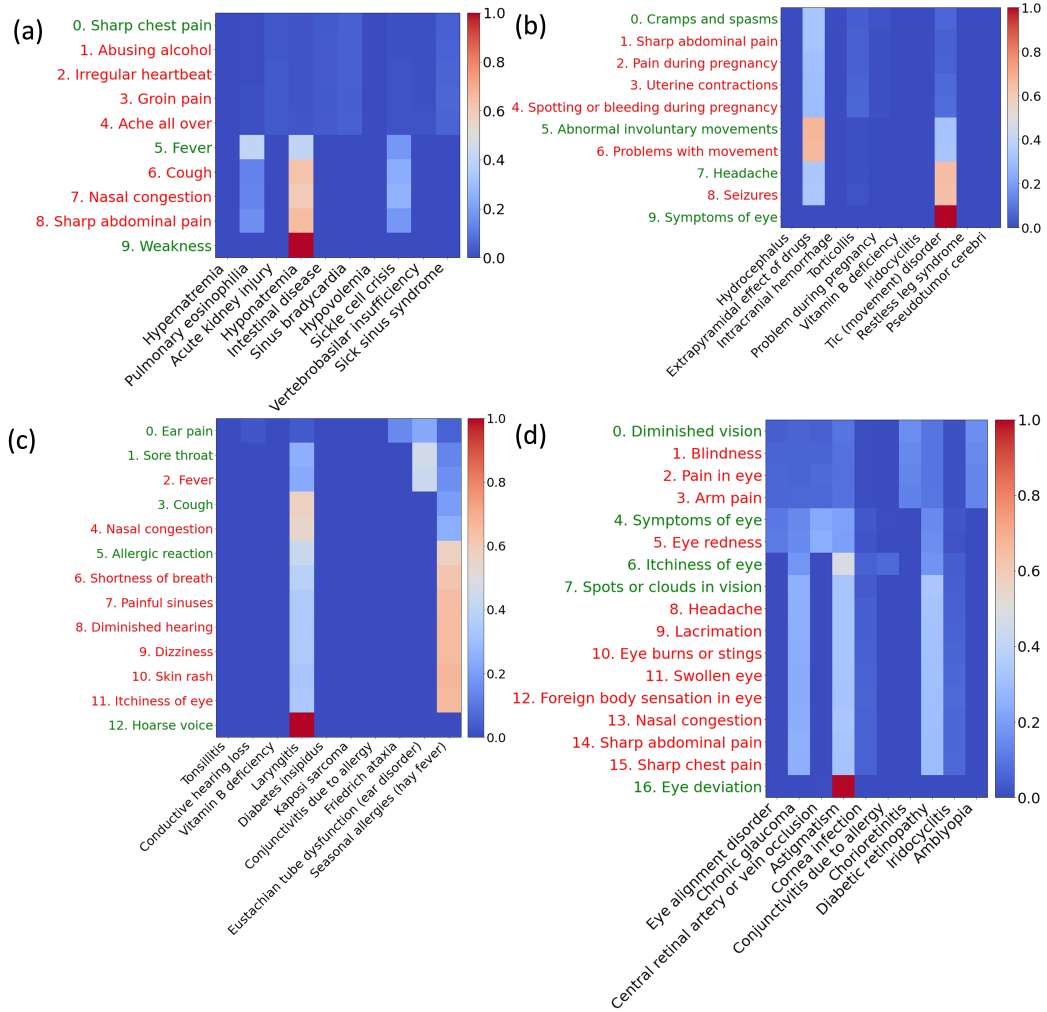 (a)
0. Sharp chest pain
1. Abusing alcohol
2. Irregular heartbeat
3. Groin pain
4. Ache all over
5. Fever
6. Cough
7. Nasal congestion
8. Sharp abdominal pain
9. Weakness
Hypernatremia
Pulmonary eosinophilia
Acute kidney injury
Hyponatremia
Intestinal disease
Sinus bradycardia
Hypovolemia
Sickle cell crisis
Vertebrobasilar insufficiency
Sick sinus syndrome
1.0
0.8
0.6
0.4
0.2
0.0
(b)
0. Cramps and spasms
1. Sharp abdominal pain
2. Pain during pregnancy
3. Uterine contractions
4. Spotting or bleeding during pregnancy
5. Abnormal involuntary movements
6. Problems with movement
7. Headache
8. Seizures
9. Symptoms of eye
Hydrocephalus
Extrapyramidal effect of drugs
Intracranial hemorrhage
Torticollis
Problem during pregnancy
Vitamin B deficiency
Iridocyclitis
Tic (movement) disorder
Restless leg syndrome
Pseudotumor cerebri
1.0
0.8
0.6
0.4
0.2
0.0
(c)
0. Ear pain
1. Sore throat
2. Fever
3. Cough
4. Nasal congestion
5. Allergic reaction
6. Shortness of breath
7. Painful sinuses
8. Diminished hearing
9. Dizziness
10. Skin rash
11. Itchiness of eye
12. Hoarse voice
Tonsillitis
Conductive hearing loss
Vitamin B deficiency
Laryngitis
Diabetes insipidus
Kaposi sarcoma
Conjunctivitis due to allergy
Friedrich ataxia
Eustachian tube dysfunction (ear disorder)
Seasonal allergies (hay fever)
1.0
0.8
0.6
0.4
0.2
0.0
(d)
0. Diminished vision
1. Blindness
2. Pain in eye
3. Arm pain
4. Symptoms of eye
5. Eye redness
6. Itchiness of eye
7. Spots or clouds in vision
8. Headache
9. Lacrimation
10. Eye burns or stings
11. Swollen eye
12. Foreign body sensation in eye
13. Nasal congestion
14. Sharp abdominal pain
15. Sharp chest pain
16. Eye deviation
Eye alignment disorder
Chronic glaucoma
Central retinal artery or vein occlusion
Astigmatism
Cornea infection
Conjunctivitis due to allergy
Chorioretinitis
Diabetic retinopathy
Iridocyclitis
Amblyopia
1.0
0.8
0.6
0.4
0.2
0.0